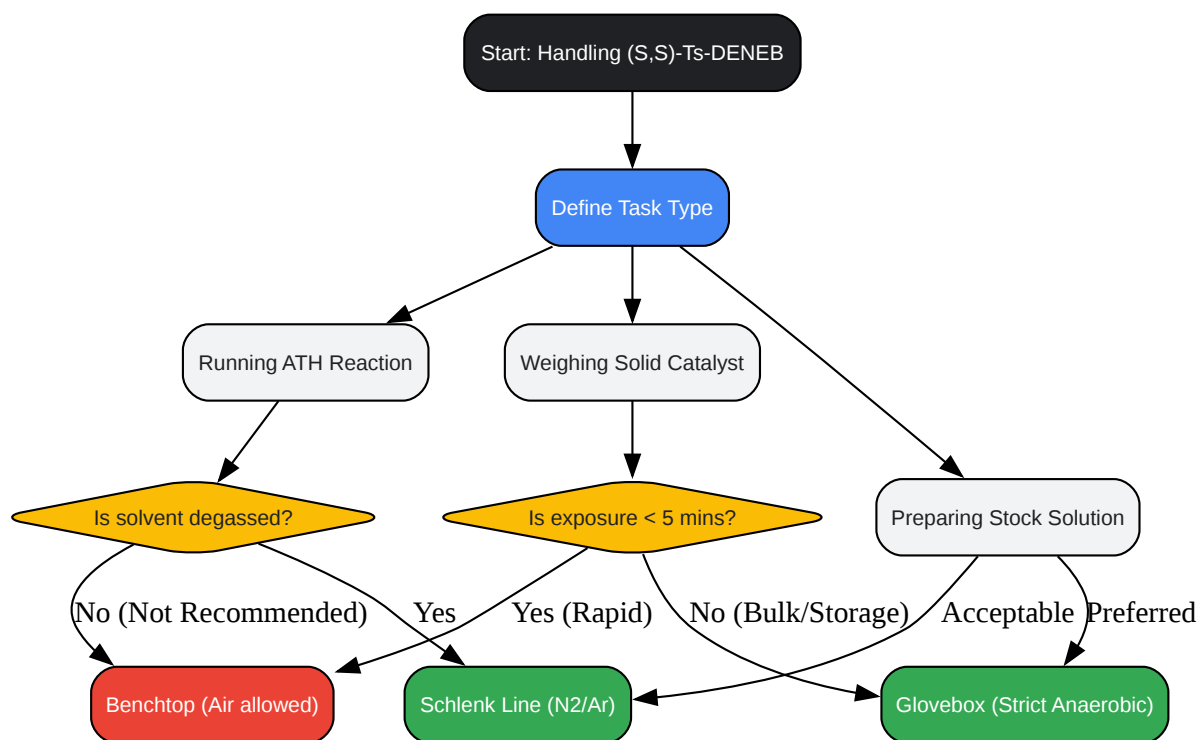 Start: Handling (S,S)-Ts-DENEB
Define Task Type
Running ATH Reaction
Weighing Solid Catalyst
Is solvent degassed?
Is exposure < 5 mins?
Preparing Stock Solution
No (Not Recommended)
Yes
Yes (Rapid)
No (Bulk/Storage)
Acceptable
Preferred
Benchtop (Air allowed)
Schlenk Line (N2/Ar)
Glovebox (Strict Anaerobic)